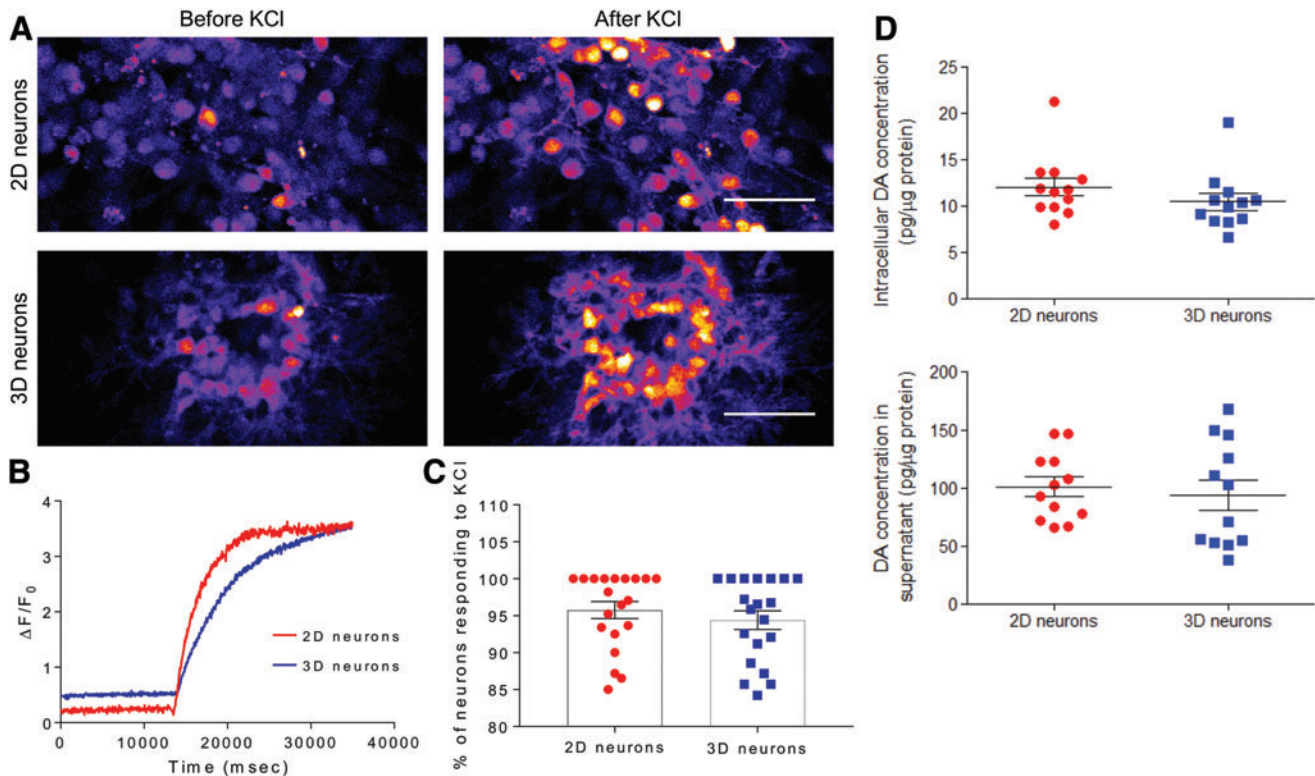 A
Before KCl
After KCl
2D neurons
3D neurons
B
4
3
2
1
0
ΔF/F0
2D neurons
3D neurons
0
10000
20000
30000
40000
Time (msec)
C
% of neurons responding to KCl
110
105
100
95
90
85
80
2D neurons
3D neurons
D
Intracellular DA concentration
(pg/µg protein)
25
20
15
10
5
0
2D neurons
3D neurons
DA concentration in
supernatant (pg/µg protein)
200
150
100
50
0
2D neurons
3D neurons